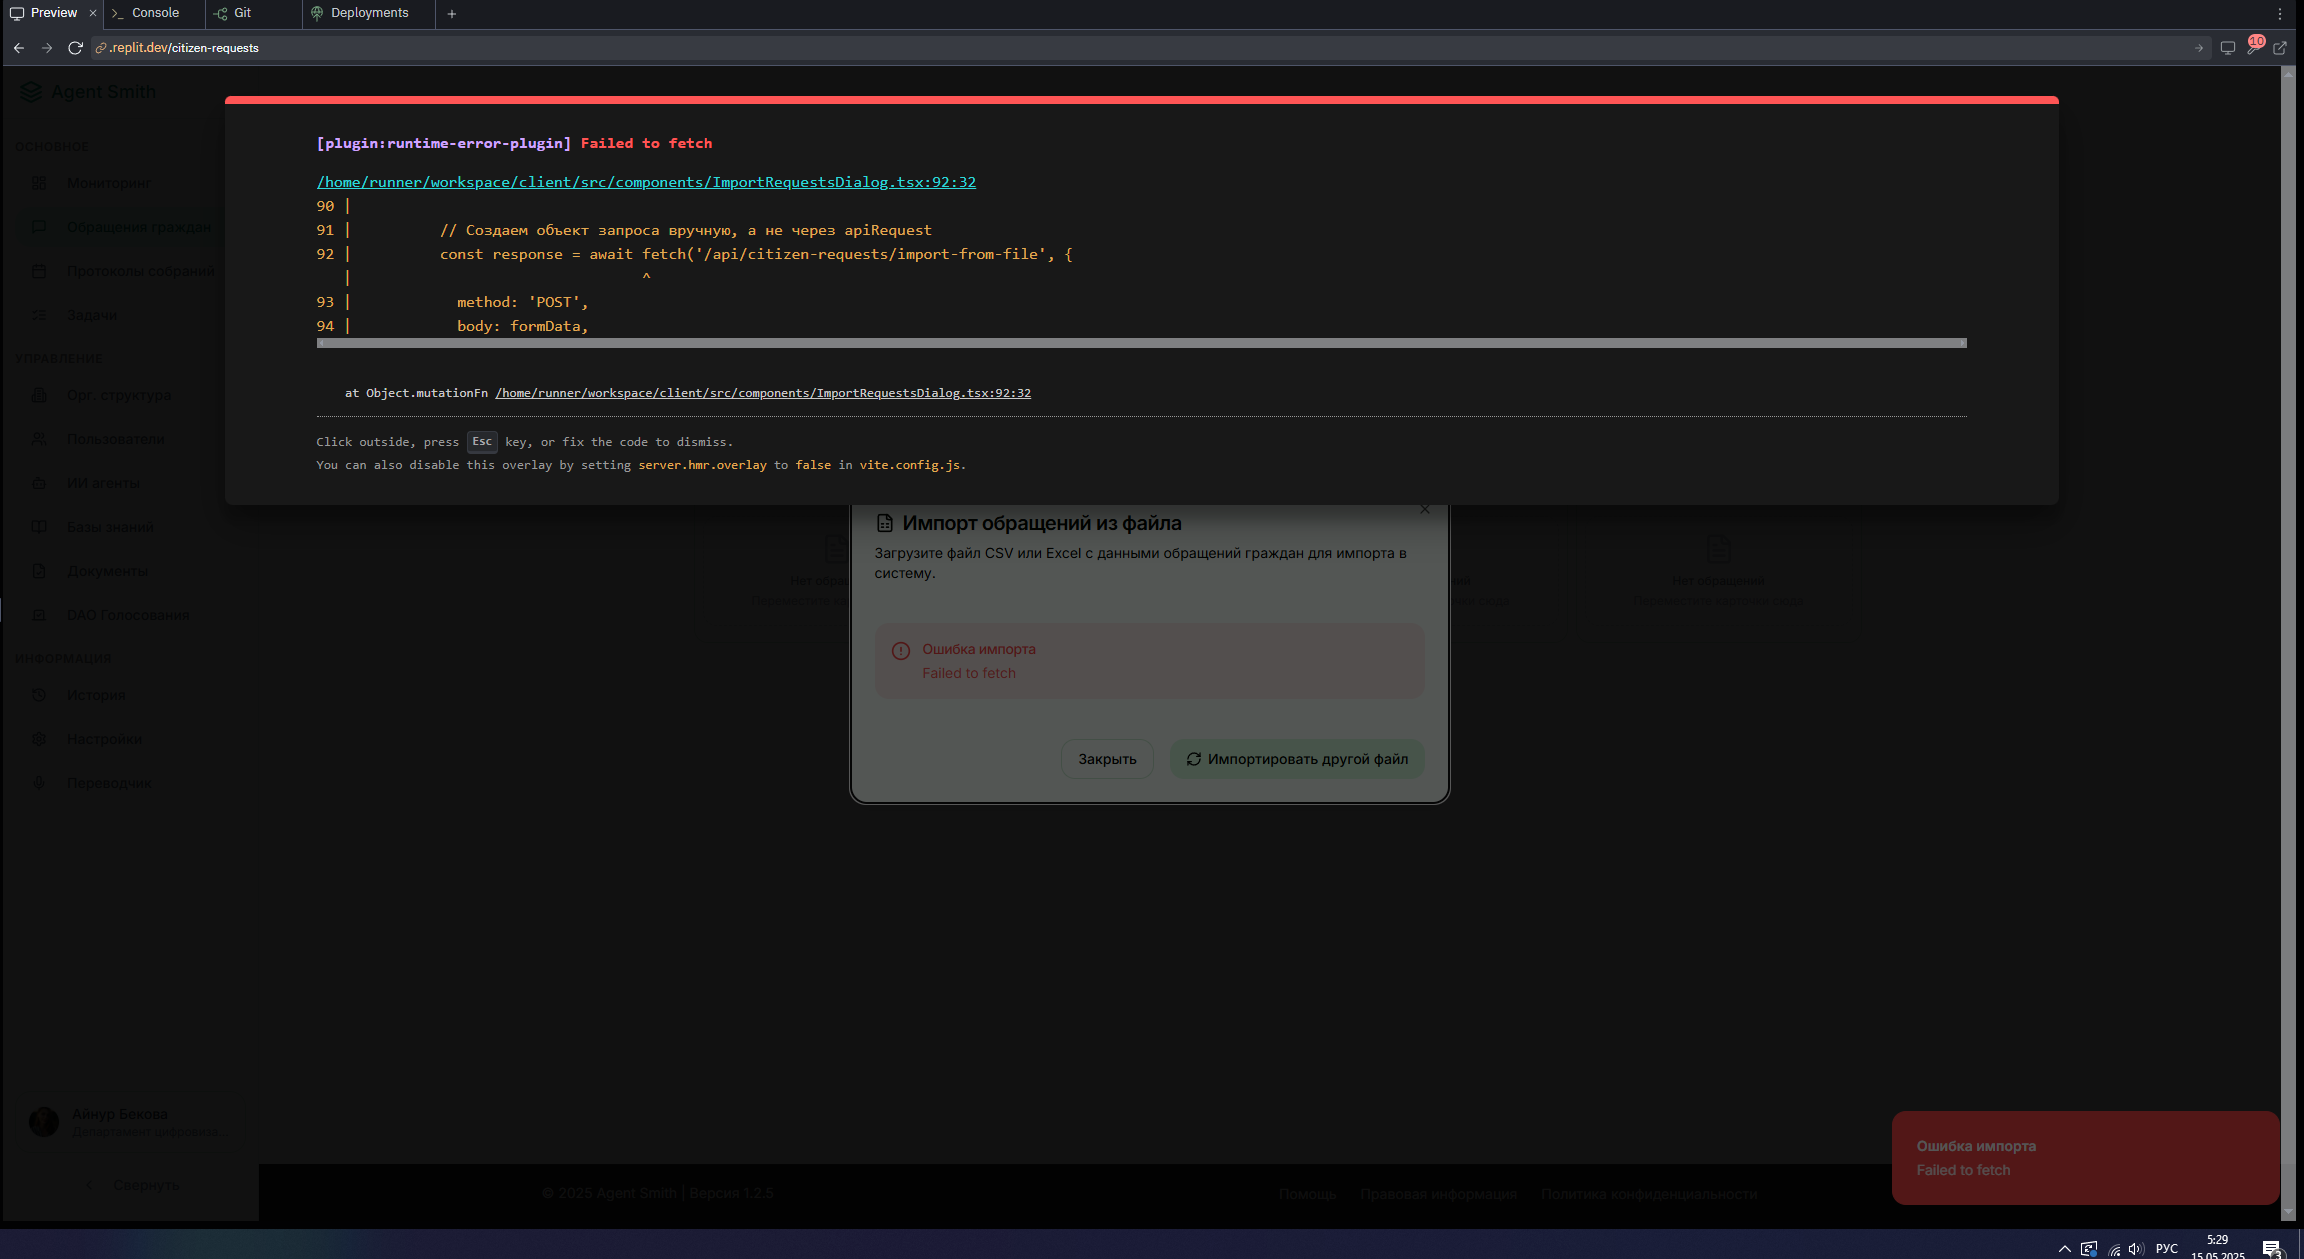 Preview
Console
Git
Deployments
.replit.dev/citizen-requests
10
Agent Smith
ОСНОВНОЕ
Мониторинг
Обращения граждан
Протоколы собраний
Задачи
УПРАВЛЕНИЕ
Орг. структура
Пользователи
ИИ агенты
Базы знаний
Документы
DAO Голосования
ИНФОРМАЦИЯ
История
Настройки
Переводчик
Айнур Бекова
Департамент цифровиза...
Свернуть
[plugin:runtime-error-plugin] Failed to fetch
/home/runner/workspace/client/src/components/ImportRequestsDialog.tsx:92:32
90 |
91 | // Создаем объект запроса вручную, а не через apiRequest
92 | const response = await fetch('/api/citizen-requests/import-from-file', {
| ^
93 | method: 'POST',
94 | body: formData,
at Object.mutationFn /home/runner/workspace/client/src/components/ImportRequestsDialog.tsx:92:32
Click outside, press Esc key, or fix the code to dismiss.
You can also disable this overlay by setting server.hmr.overlay to false in vite.config.js.
Импорт обращений из файла
Загрузите файл CSV или Excel с данными обращений граждан для импорта в
систему.
Ошибка импорта
Failed to fetch
Закрыть
Импортировать другой файл
Нет обращений
Переместите карточки сюда
© 2025 Agent Smith | Версия 1.2.5
Помощь
Правовая информация
Политика конфиденциальности
Ошибка импорта
Failed to fetch
РУС
5:29
15.05.2025
3